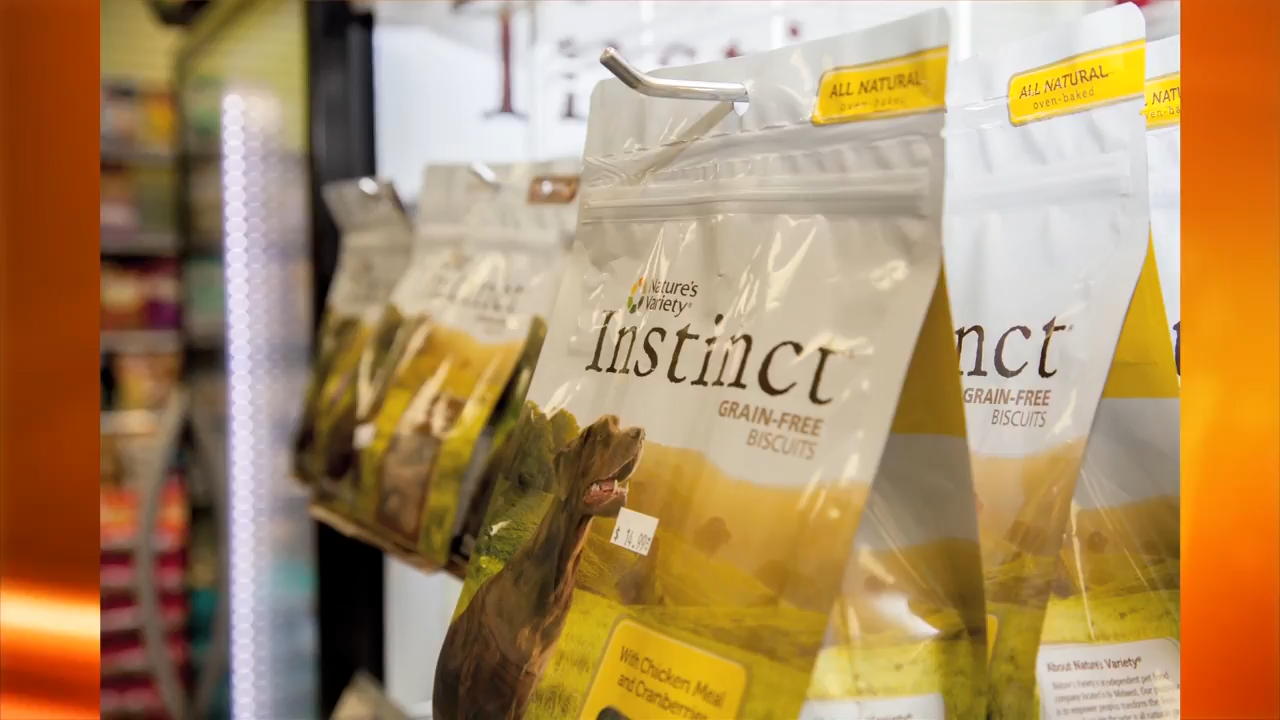 ALL NATURAL
oven-baked
ALL NATURAL
oven-baked
NAT
Nature's
Variety®
Instinct
GRAIN-FREE
BISCUITS
nct
GRAIN-FREE
BISCUITS
$ 14.99
With Chicken Meal
and Cranberries
About Nature's Variety®